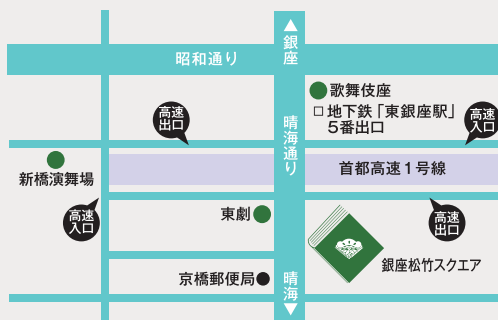 ▲銀座
昭和通り
歌舞伎座
□地下鉄「東銀座駅」
5番出口
高速
出口
高速
入口
晴海通り
首都高速1号線
新橋演舞場
高速
入口
東劇
高速
出口
銀座松竹スクエア
京橋郵便局
晴海▼